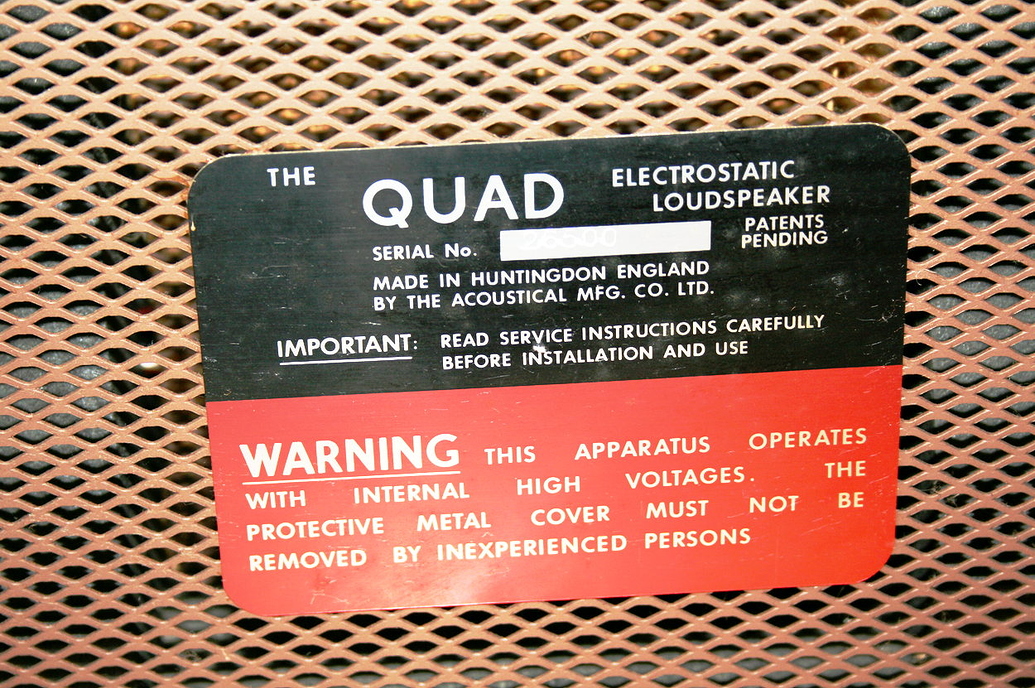 THE QUAD ELECTROSTATIC
LOUDSPEAKER
SERIAL No.
PATENTS
PENDING
MADE IN HUNTINGDON ENGLAND
BY THE ACOUSTICAL MFG. CO. LTD.
IMPORTANT: READ SERVICE INSTRUCTIONS CAREFULLY
BEFORE INSTALLATION AND USE
WARNING THIS APPARATUS OPERATES
WITH INTERNAL HIGH VOLTAGES. THE
PROTECTIVE METAL COVER MUST NOT BE
REMOVED BY INEXPERIENCED PERSONS